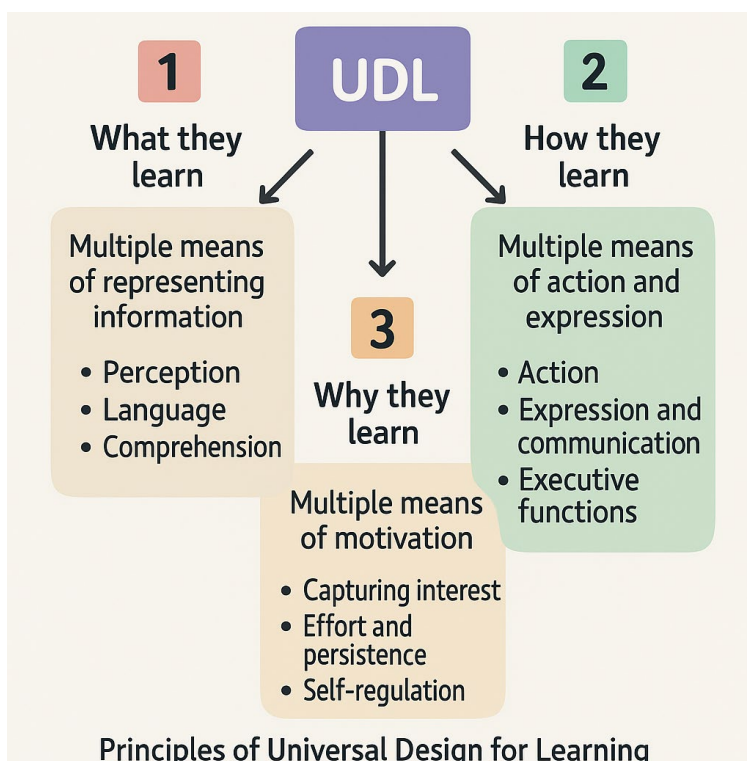 UDL
1
What they
learn
Multiple means
of representing
information
• Perception
• Language
• Comprehension
2
How they
learn
Multiple means
of action and
expression
• Action
• Expression and
communication
• Executive
functions
3
Why they
learn
Multiple means
of motivation
• Capturing interest
• Effort and
persistence
• Self-regulation
Principles of Universal Design for Learning